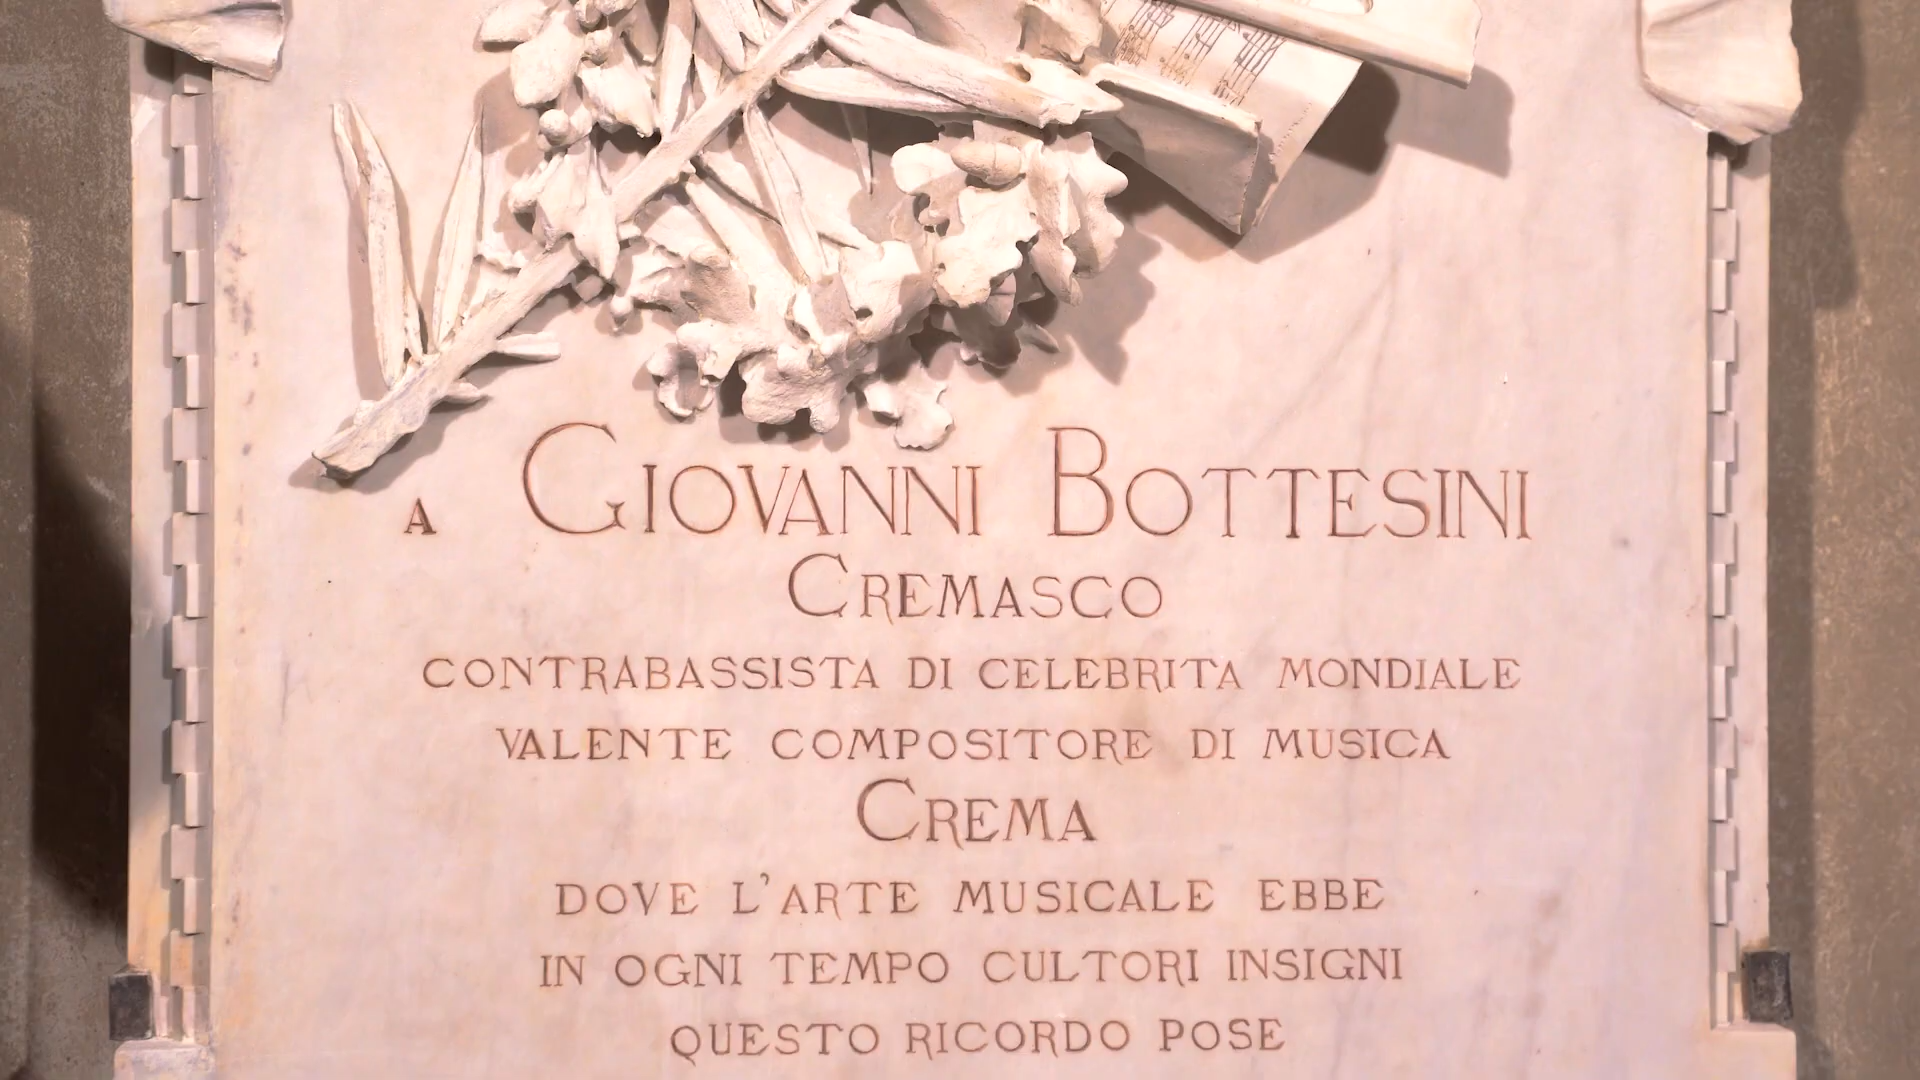 A GIOVANNI BOTTESINI
CREMASCO
CONTRABASSISTA DI CELEBRITA MONDIALE
VALENTE COMPOSITORE DI MUSICA
CREMA
DOVE L'ARTE MUSICALE EBBE
IN OGNI TEMPO CULTORI INSIGNI
QUESTO RICORDO POSE